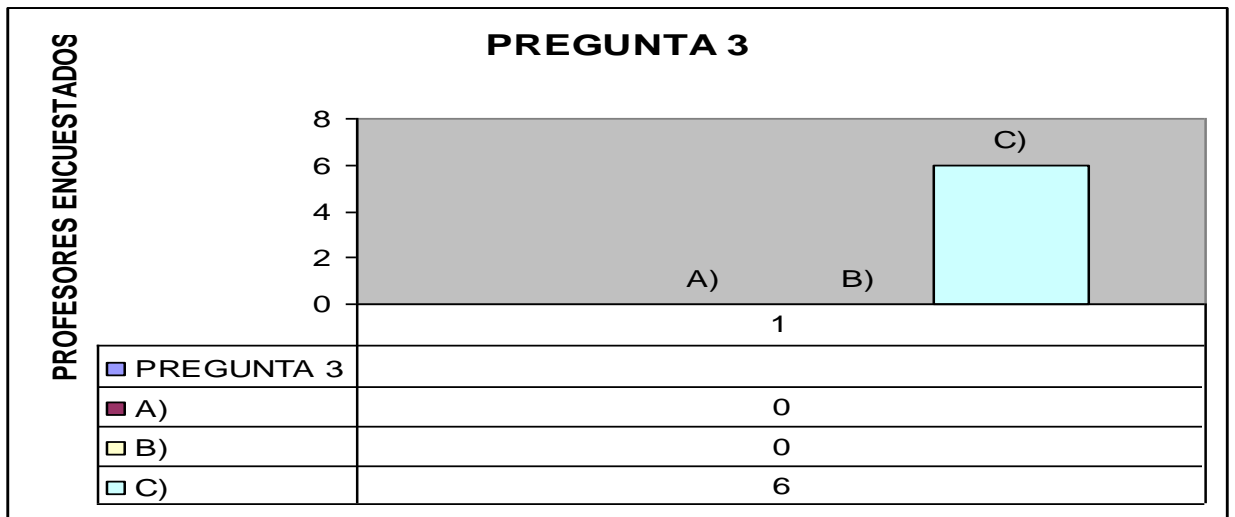 PREGUNTA 3
PROFESORES ENCUESTADOS
8
6
4
2
0
A)
B)
C)
1
PREGUNTA 3
A) 0
B) 0
C) 6